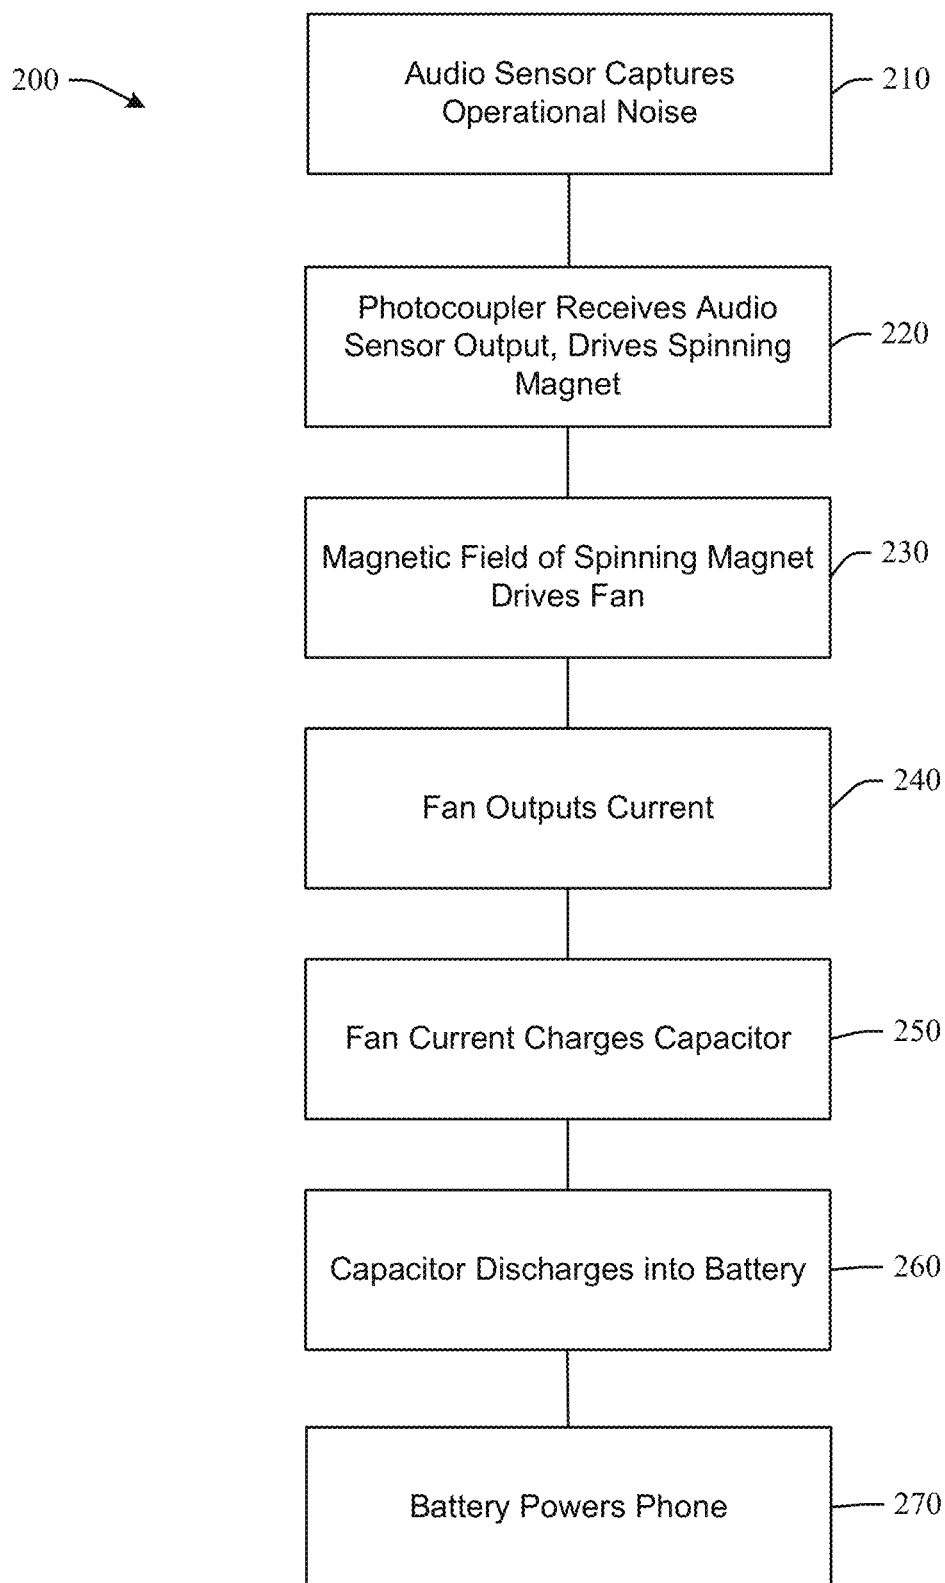 200
Audio Sensor Captures
Operational Noise
210
Photocoupler Receives Audio
Sensor Output, Drives Spinning
Magnet
220
Magnetic Field of Spinning Magnet
Drives Fan
230
Fan Outputs Current
240
Fan Current Charges Capacitor
250
Capacitor Discharges into Battery
260
Battery Powers Phone
270